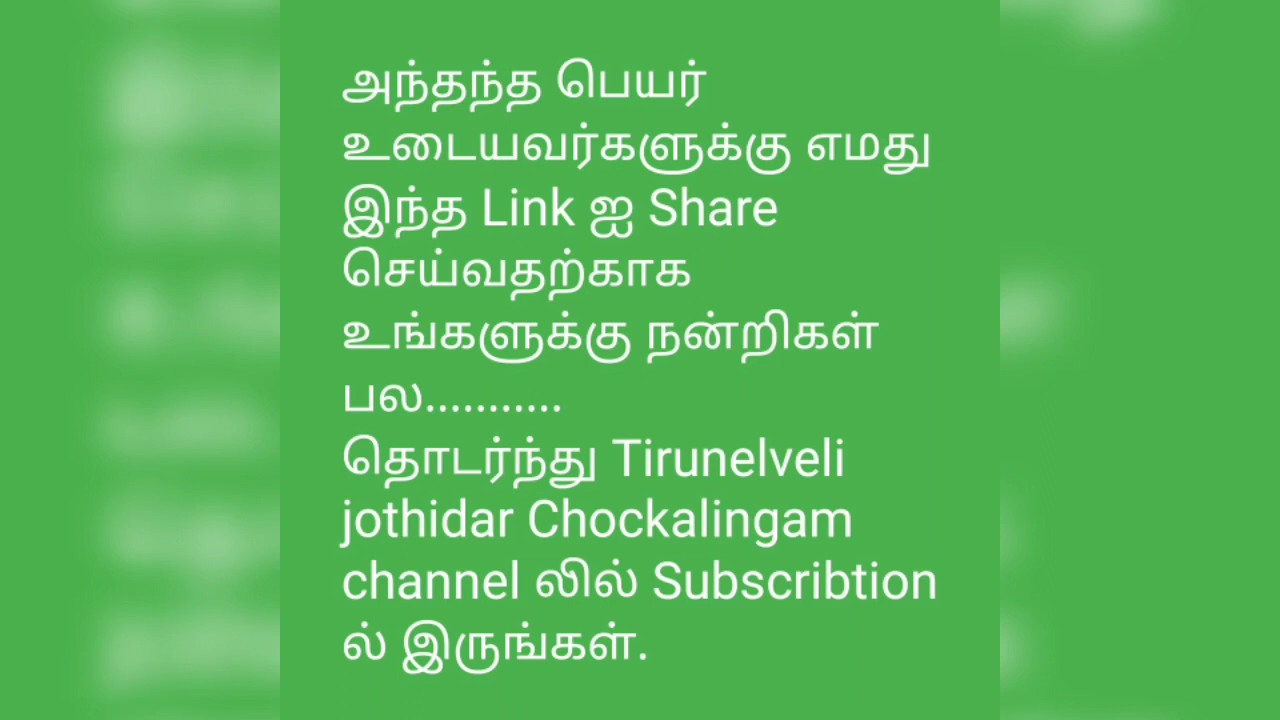 அந்தந்த பெயர்
உடையவர்களுக்கு எமது
இந்த Link ஐ Share
செய்வதற்காக
உங்களுக்கு நன்றிகள்
பல...........
தொடர்ந்து Tirunelveli
jothidar Chockalingam
channel லில் Subscribtion
ல் இருங்கள்.